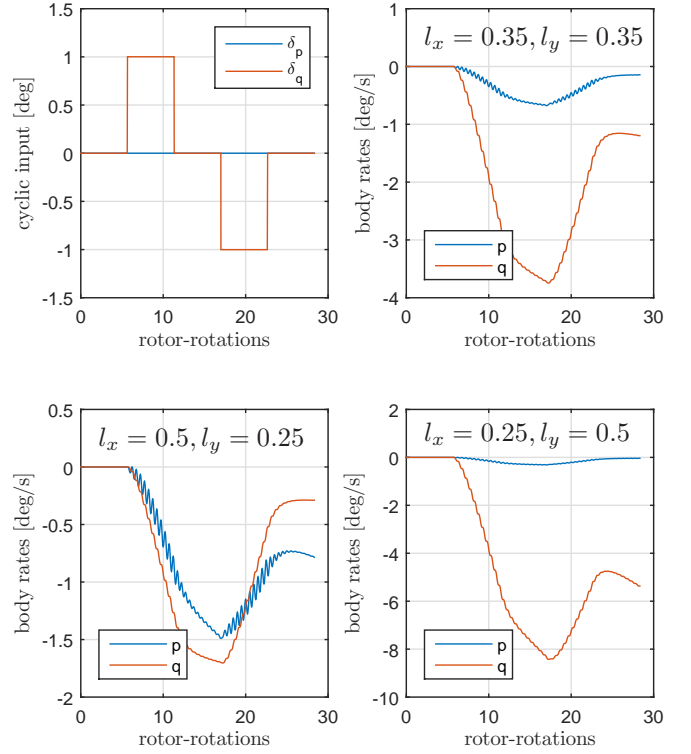 1.5
1
0.5
0
-0.5
-1
-1.5
cyclic input [deg]
δp
δq
0 10 20 30
rotor-rotations
lx = 0.35, ly = 0.35
1
0
-1
-2
-3
-4
body rates [deg/s]
p
q
0 10 20 30
rotor-rotations
lx = 0.5, ly = 0.25
0.5
0
-0.5
-1
-1.5
-2
body rates [deg/s]
p
q
0 10 20 30
rotor-rotations
lx = 0.25, ly = 0.5
2
0
-2
-4
-6
-8
-10
body rates [deg/s]
p
q
0 10 20 30
rotor-rotations